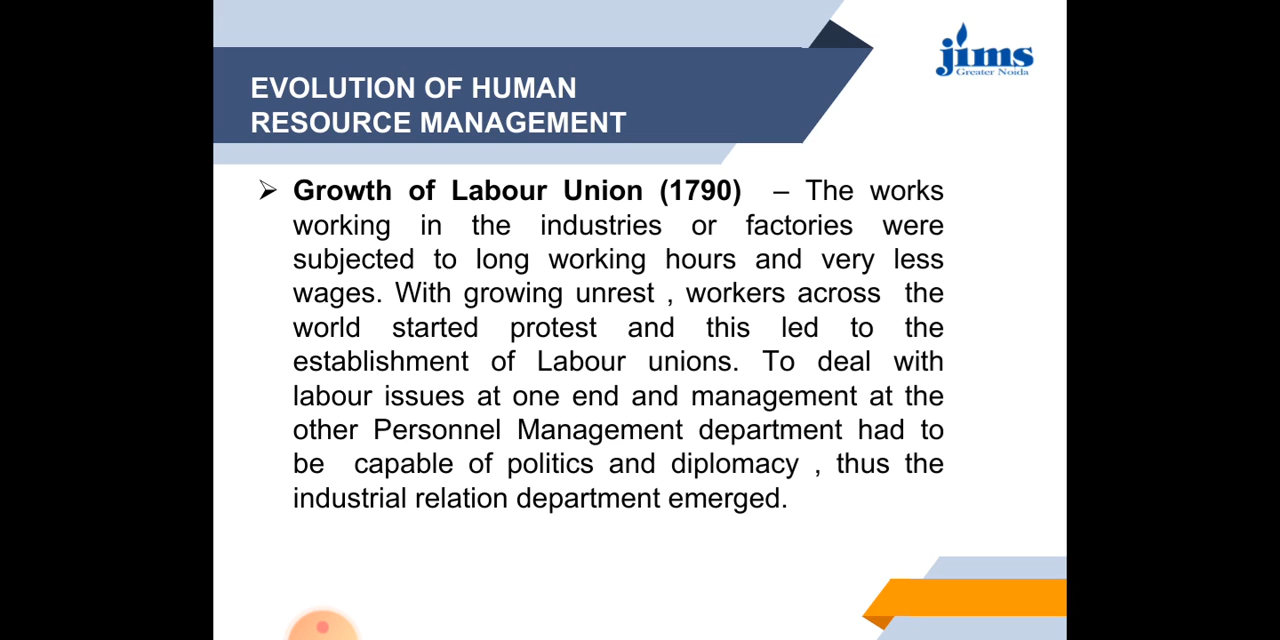 jims
Greater Noida
EVOLUTION OF HUMAN
RESOURCE MANAGEMENT
➢ Growth of Labour Union (1790) – The works
working in the industries or factories were
subjected to long working hours and very less
wages. With growing unrest , workers across the
world started protest and this led to the
establishment of Labour unions. To deal with
labour issues at one end and management at the
other Personnel Management department had to
be capable of politics and diplomacy , thus the
industrial relation department emerged.